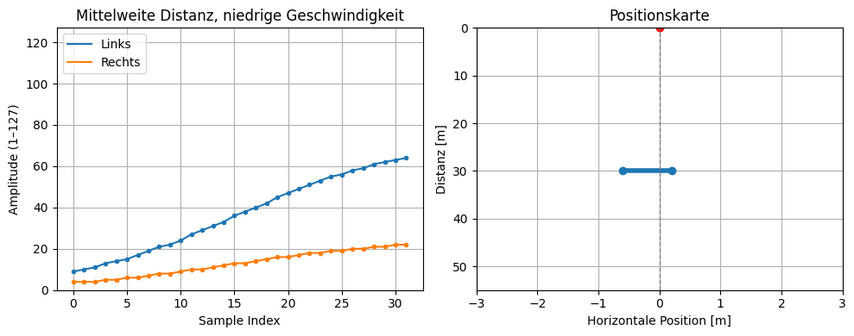 Mittelweite Distanz, niedrige Geschwindigkeit
Links
Rechts
Amplitude (1–127)
120
100
80
60
40
20
0
0 5 10 15 20 25 30
Sample Index
Positionskarte
Distanz [m]
0
10
20
30
40
50
−3 −2 −1 0 1 2 3
Horizontale Position [m]